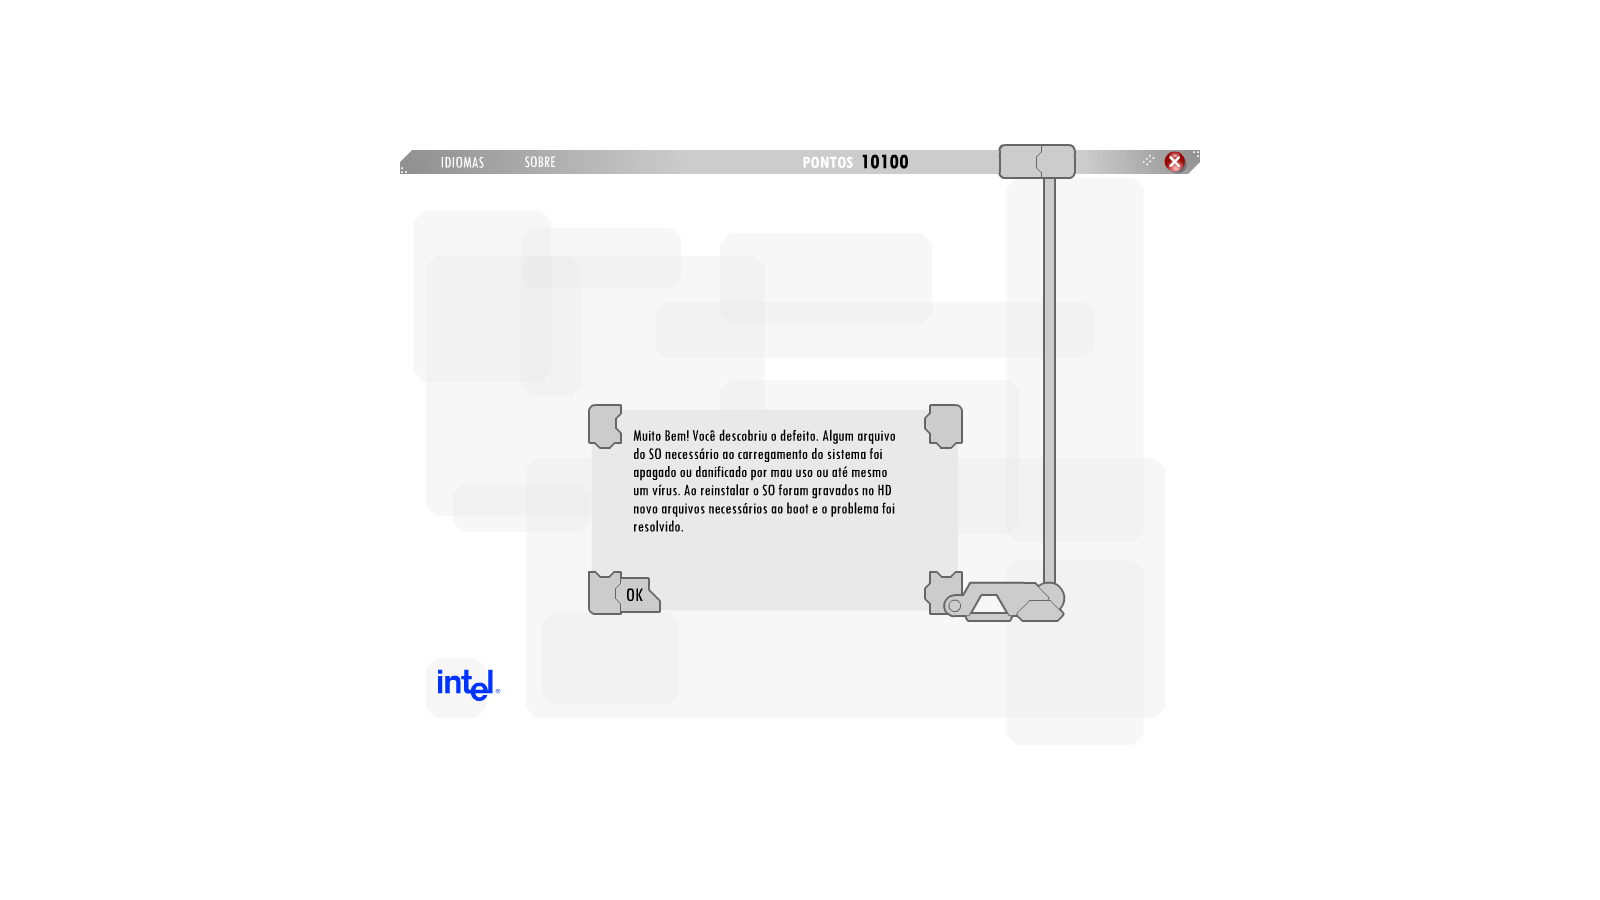 IDIOMAS SOBRE PONTOS 10100
Muito Bem! Você descobriu o defeito. Algum arquivo
do SO necessário ao carregamento do sistema foi
apagado ou danificado por mau uso ou até mesmo
um vírus. Ao reinstalar o SO foram gravados no HD
novo arquivos necessários ao boot e o problema foi
resolvido.
OK
intel®